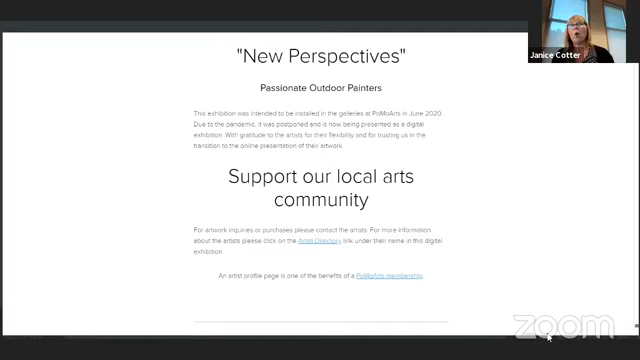 "New Perspectives"
Janice Cotter
Passionate Outdoor Painters
This exhibition was intended to be installed in the galleries at PoMoArts in June 2020.
Due to the pandemic, it was postponed and is now being presented as a digital
exhibition. With gratitude to the artists for their flexibility and for trusting us in the
transition to the online presentation of their artwork.
Support our local arts
community
For artwork inquiries or purchases please contact the artists. For more information
about the artists please click on the Artist Directory link under their name in this digital
exhibition.
An artist profile page is one of the benefits of a PoMoArts membership.
zoom